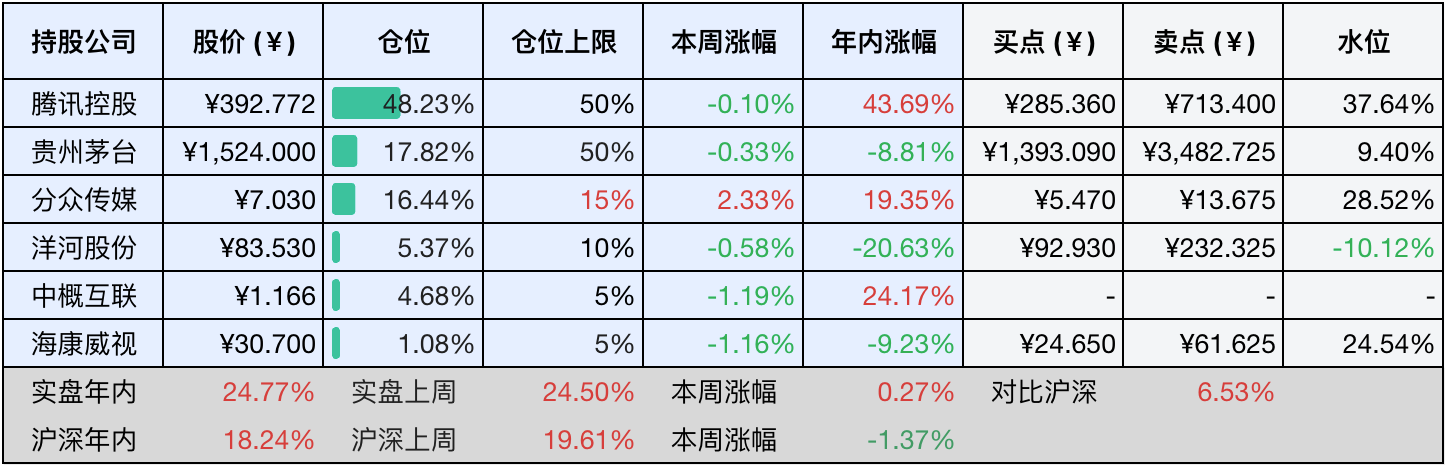 持股公司 股价 (¥) 仓位 仓位上限 本周涨幅 年内涨幅 买点 (¥) 卖点 (¥) 水位
腾讯控股 ¥392.772 48.23% 50% -0.10% 43.69% ¥285.360 ¥713.400 37.64%
贵州茅台 ¥1,524.000 17.82% 50% -0.33% -8.81% ¥1,393.090 ¥3,482.725 9.40%
分众传媒 ¥7.030 16.44% 15% 2.33% 19.35% ¥5.470 ¥13.675 28.52%
洋河股份 ¥83.530 5.37% 10% -0.58% -20.63% ¥92.930 ¥232.325 -10.12%
中概互联 ¥1.166 4.68% 5% -1.19% 24.17% - - -
海康威视 ¥30.700 1.08% 5% -1.16% -9.23% ¥24.650 ¥61.625 24.54%
实盘年内 24.77% 实盘上周 24.50% 本周涨幅 0.27% 对比沪深 6.53%
沪深年内 18.24% 沪深上周 19.61% 本周涨幅 -1.37%